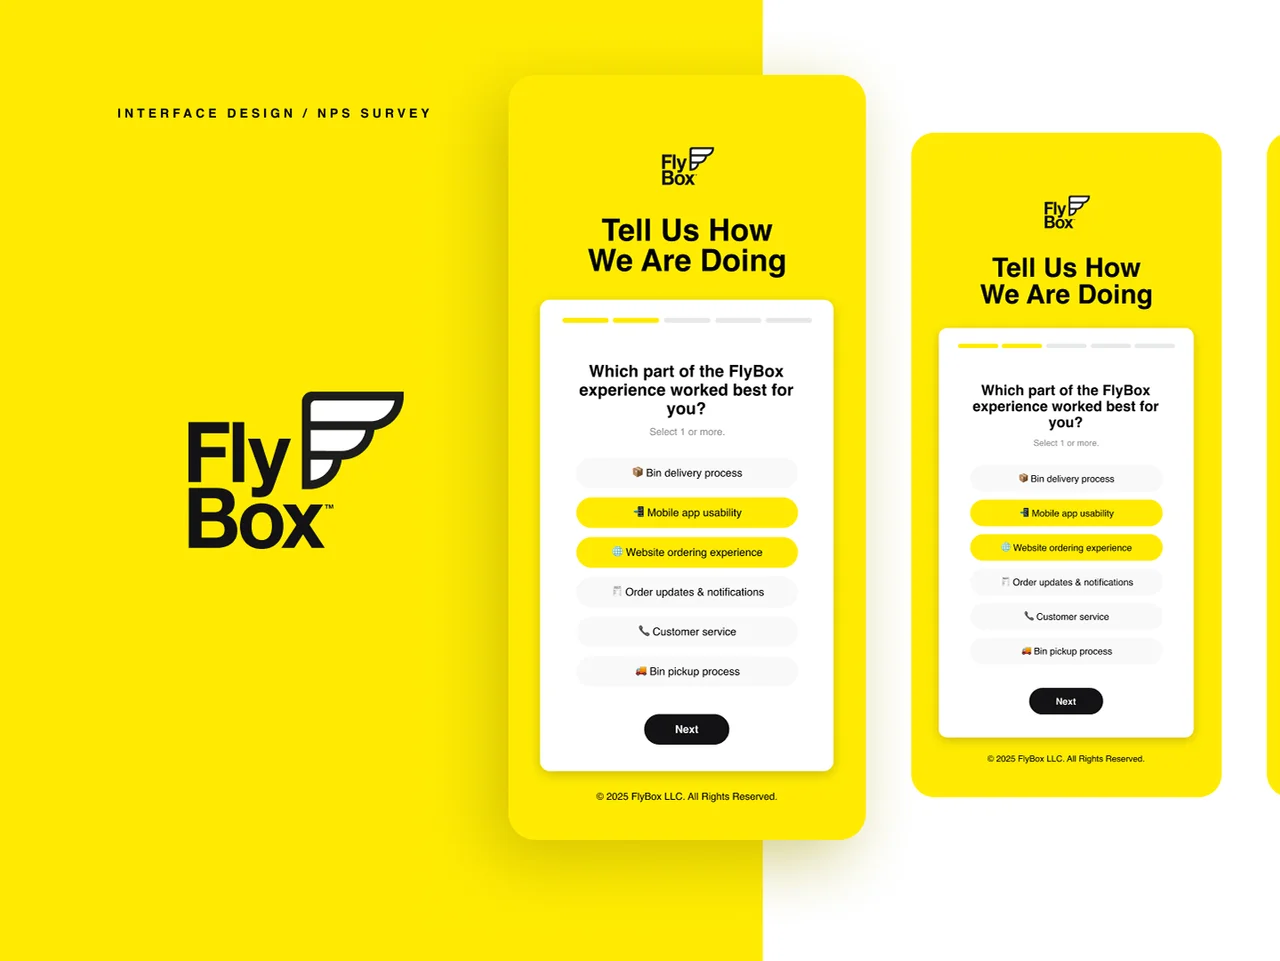 INTERFACE DESIGN / NPS SURVEY
Fly
Box™
Fly
Box
Tell Us How
We Are Doing
Which part of the FlyBox
experience worked best for
you?
Select 1 or more.
📦 Bin delivery process
📲 Mobile app usability
🌐 Website ordering experience
Order updates & notifications
📞 Customer service
🚚 Bin pickup process
Next
© 2025 FlyBox LLC. All Rights Reserved.
Fly
Box
Tell Us How
We Are Doing
Which part of the FlyBox
experience worked best for
you?
Select 1 or more.
📦 Bin delivery process
📲 Mobile app usability
🌐 Website ordering experience
Order updates & notifications
📞 Customer service
🚚 Bin pickup process
Next
© 2025 FlyBox LLC. All Rights Reserved.